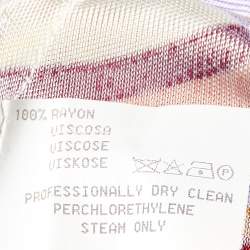 100% RAYON
VISCOSA
VISCOSE
VISKOSE
PROFESSIONALLY DRY CLEAN
PERCHLORETHYLENE
STEAM ONLY